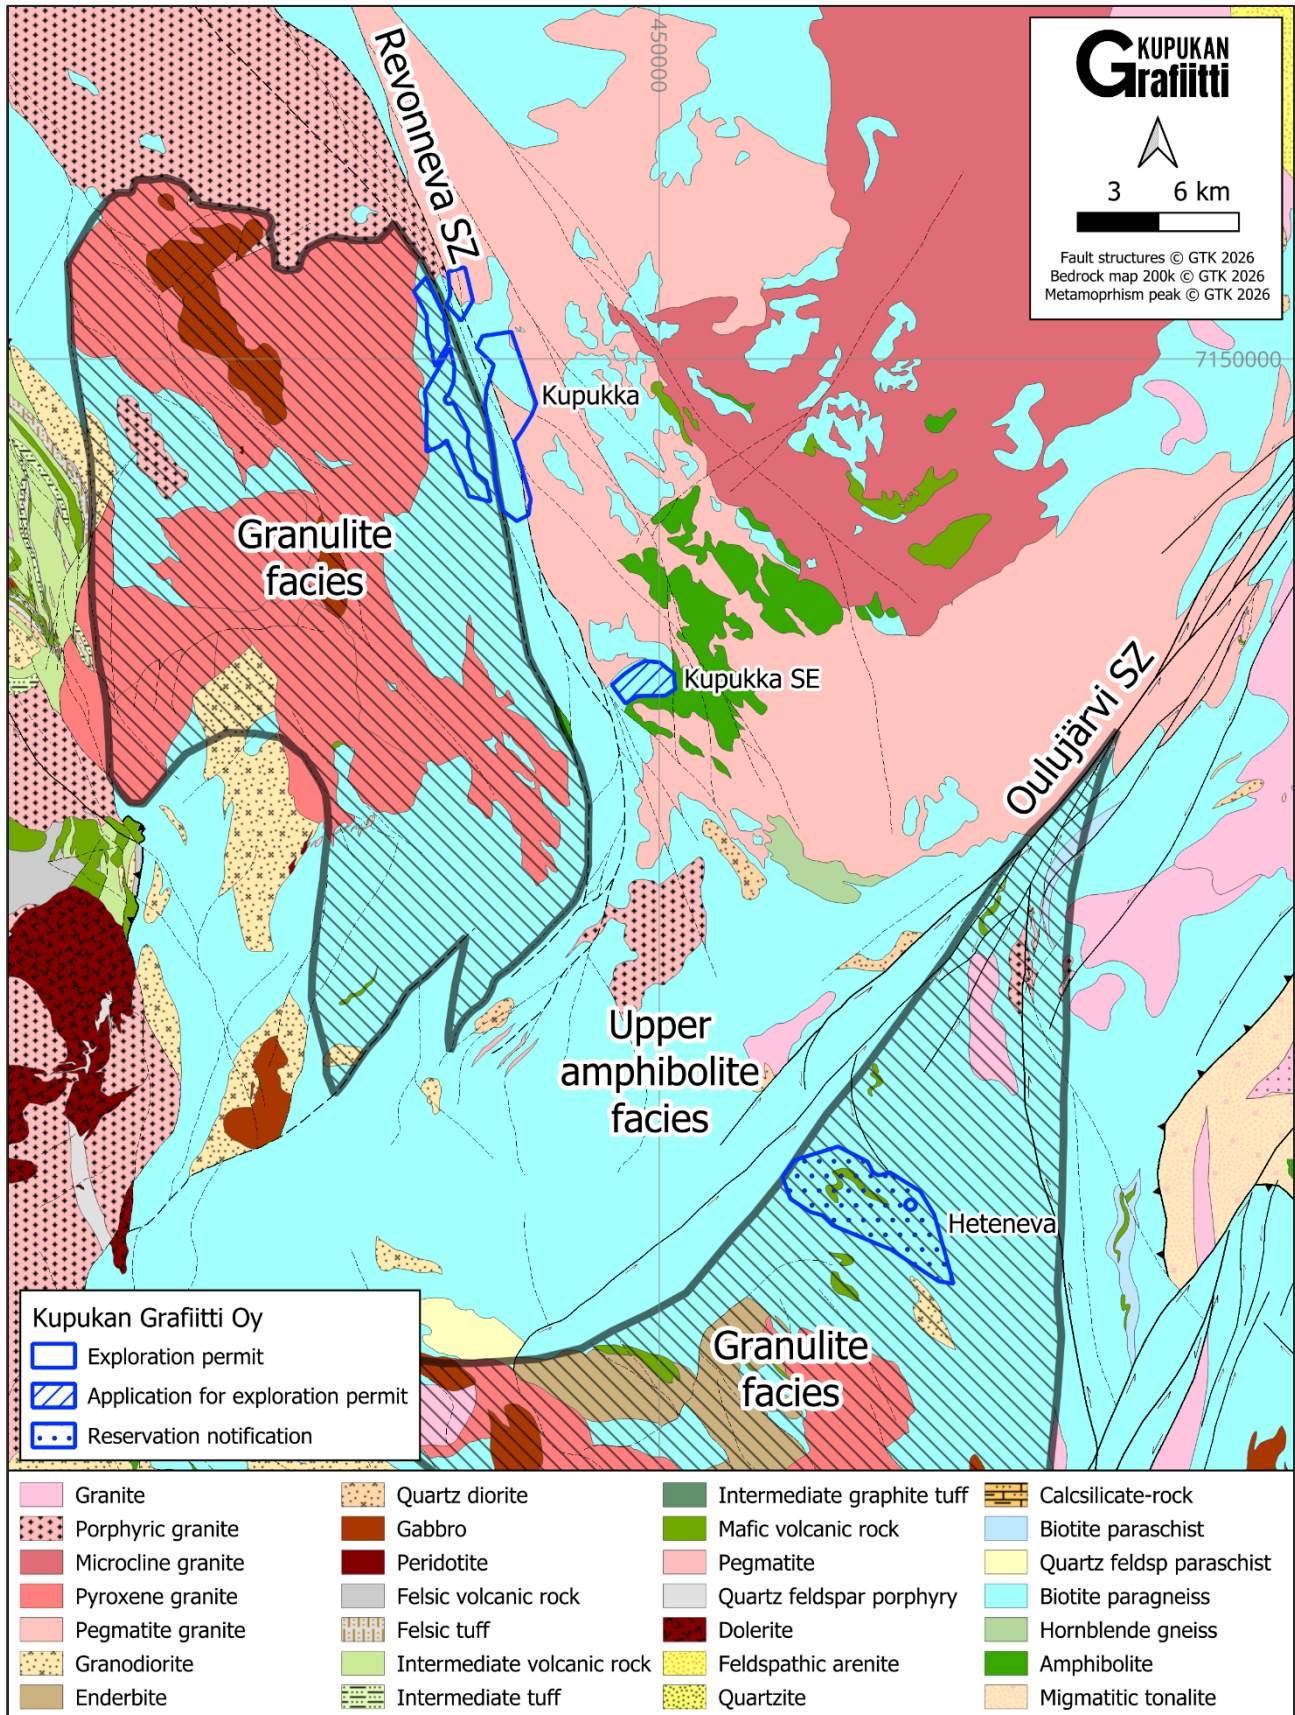 Revonneva SZ
450000
KUPUKAN
Grafiitti
3 6 km
Fault structures © GTK 2026
Bedrock map 200k © GTK 2026
Metamoprhism peak © GTK 2026
7150000
Kupukka
Granulite
facies
Kupukka SE
Oulujärvi SZ
Upper
amphibolite
facies
Heteneva
Granulite
facies
Kupukan Grafiitti Oy
Exploration permit
Application for exploration permit
Reservation notification
Granite
Porphyric granite
Microcline granite
Pyroxene granite
Pegmatite granite
Granodiorite
Enderbite
Quartz diorite
Gabbro
Peridotite
Felsic volcanic rock
Felsic tuff
Intermediate volcanic rock
Intermediate tuff
Intermediate graphite tuff
Mafic volcanic rock
Pegmatite
Quartz feldspar porphyry
Dolerite
Feldspathic arenite
Quartzite
Calcsilicate-rock
Biotite paraschist
Quartz feldsp paraschist
Biotite paragneiss
Hornblende gneiss
Amphibolite
Migmatitic tonalite